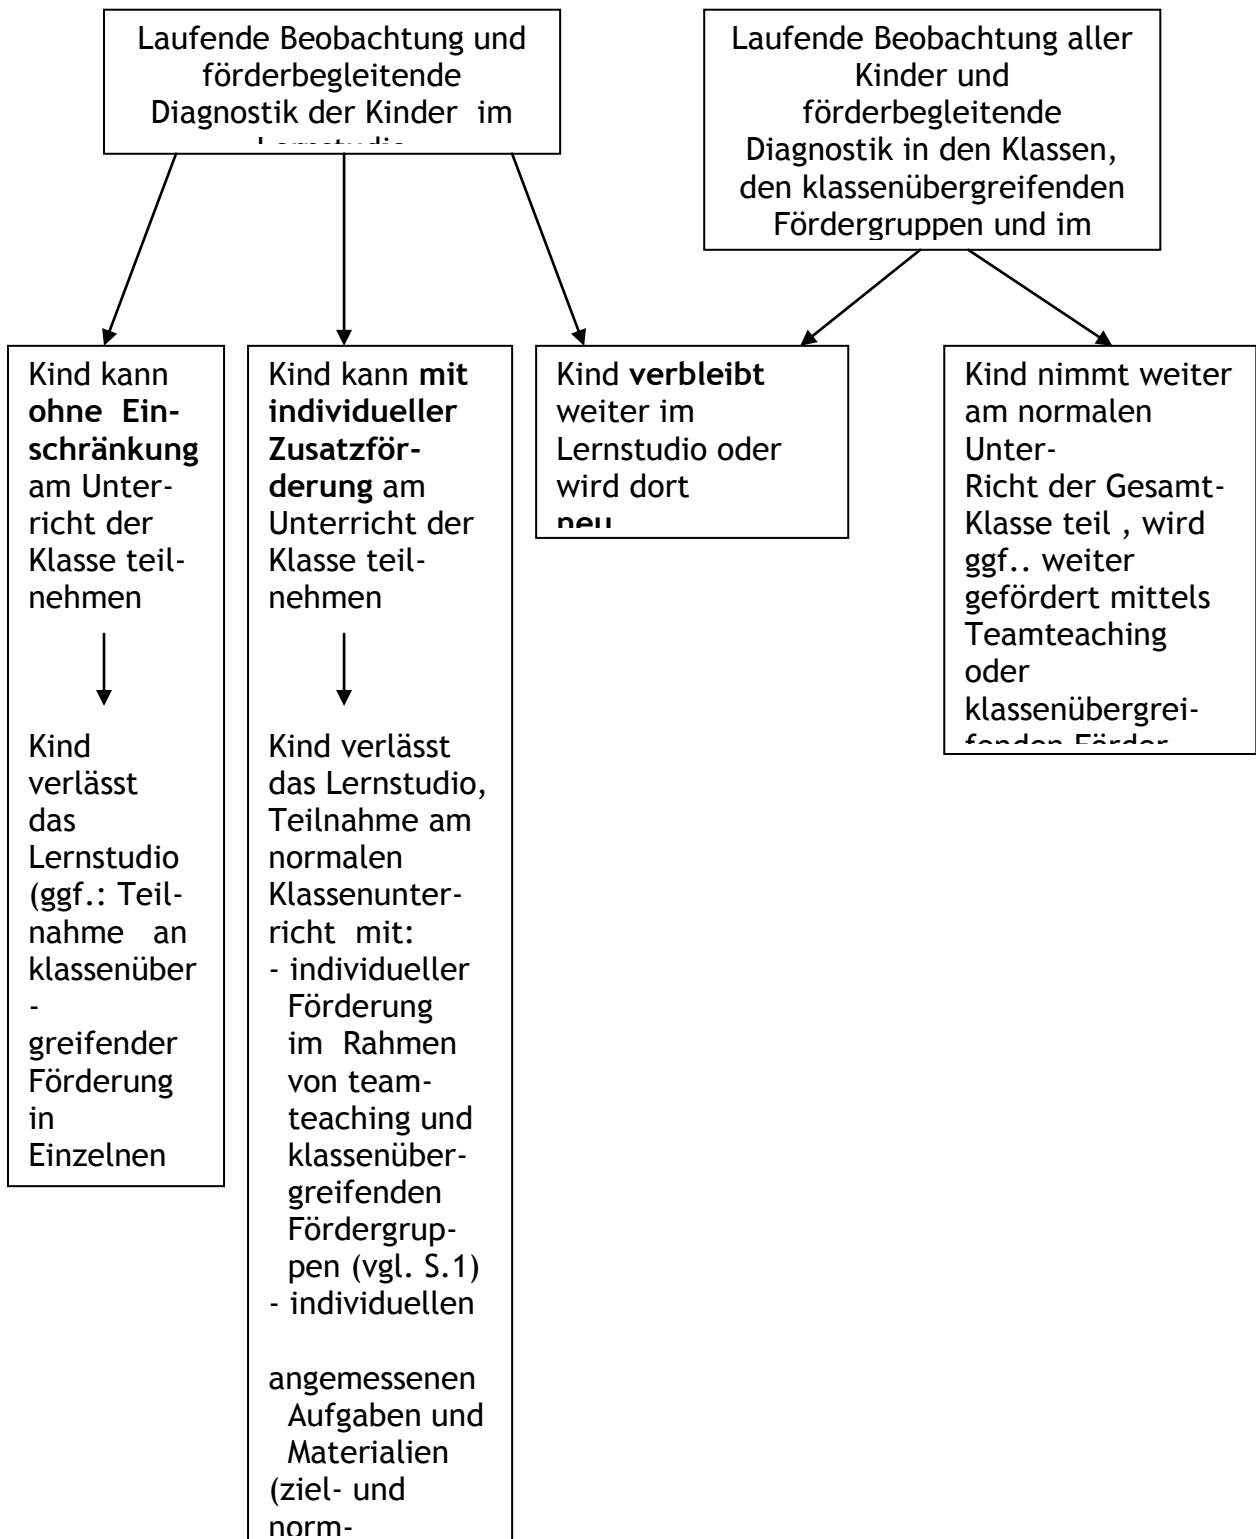 Laufende Beobachtung und
förderbegleitende
Diagnostik der Kinder im
Lernstudio
Laufende Beobachtung aller
Kinder und
förderbegleitende
Diagnostik in den Klassen,
den klassenübergreifenden
Fördergruppen und im
Kind kann
ohne Ein-
schränkung
am Unter-
richt der
Klasse teil-
nehmen
Kind
verlässt
das
Lernstudio
(ggf.: Teil-
nahme an
klassenüber
-
greifender
Förderung
in
Einzelnen
Kind kann mit
individueller
Zusatzför-
derung am
Unterricht der
Klasse teil-
nehmen
Kind verlässt
das Lernstudio,
Teilnahme am
normalen
Klassenunter-
richt mit:
- individueller
Förderung
im Rahmen
von team-
teaching und
klassenüber-
greifenden
Fördergrup-
pen (vgl. S.1)
- individuellen
angemessenen
Aufgaben und
Materialien
(ziel- und
norm-
Kind verbleibt
weiter im
Lernstudio oder
wird dort
neu
Kind nimmt weiter
am normalen
Unter-
Richt der Gesamt-
Klasse teil , wird
ggf.. weiter
gefördert mittels
Teamteaching
oder
klassenübergrei-
fenden Förder